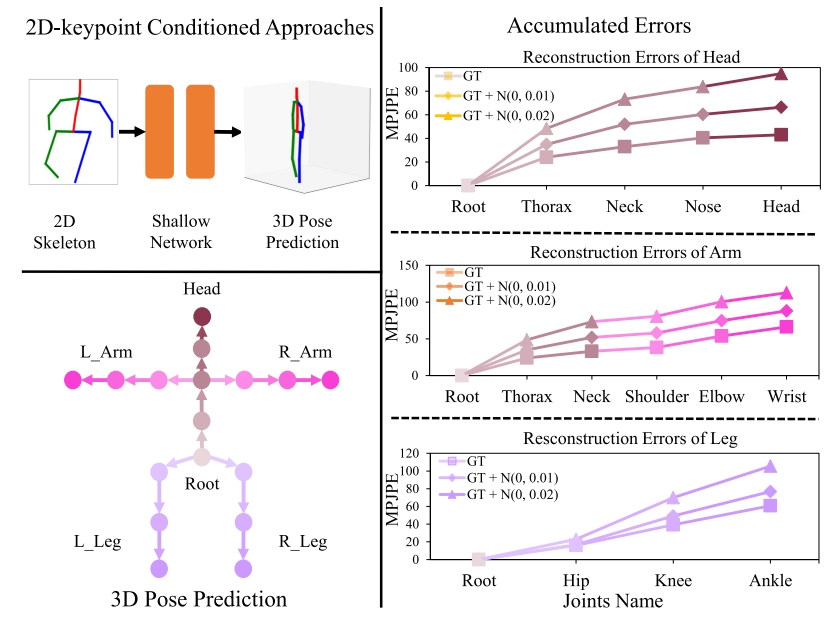 2D-keypoint Conditioned Approaches
2D
Skeleton
Shallow
Network
3D Pose
Prediction
Head
L_Arm
R_Arm
Root
L_Leg
R_Leg
3D Pose Prediction
Accumulated Errors
Reconstruction Errors of Head
MPJPE
100
80
60
40
20
0
GT
GT + N(0, 0.01)
GT + N(0, 0.02)
Root Thorax Neck Nose Head
Reconstruction Errors of Arm
MPJPE
150
100
50
0
GT
GT + N(0, 0.01)
GT + N(0, 0.02)
Root Thorax Neck Shoulder Elbow Wrist
Resconstruction Errors of Leg
MPJPE
120
100
80
60
40
20
0
GT
GT + N(0, 0.01)
GT + N(0, 0.02)
Root Hip Knee Ankle
Joints Name